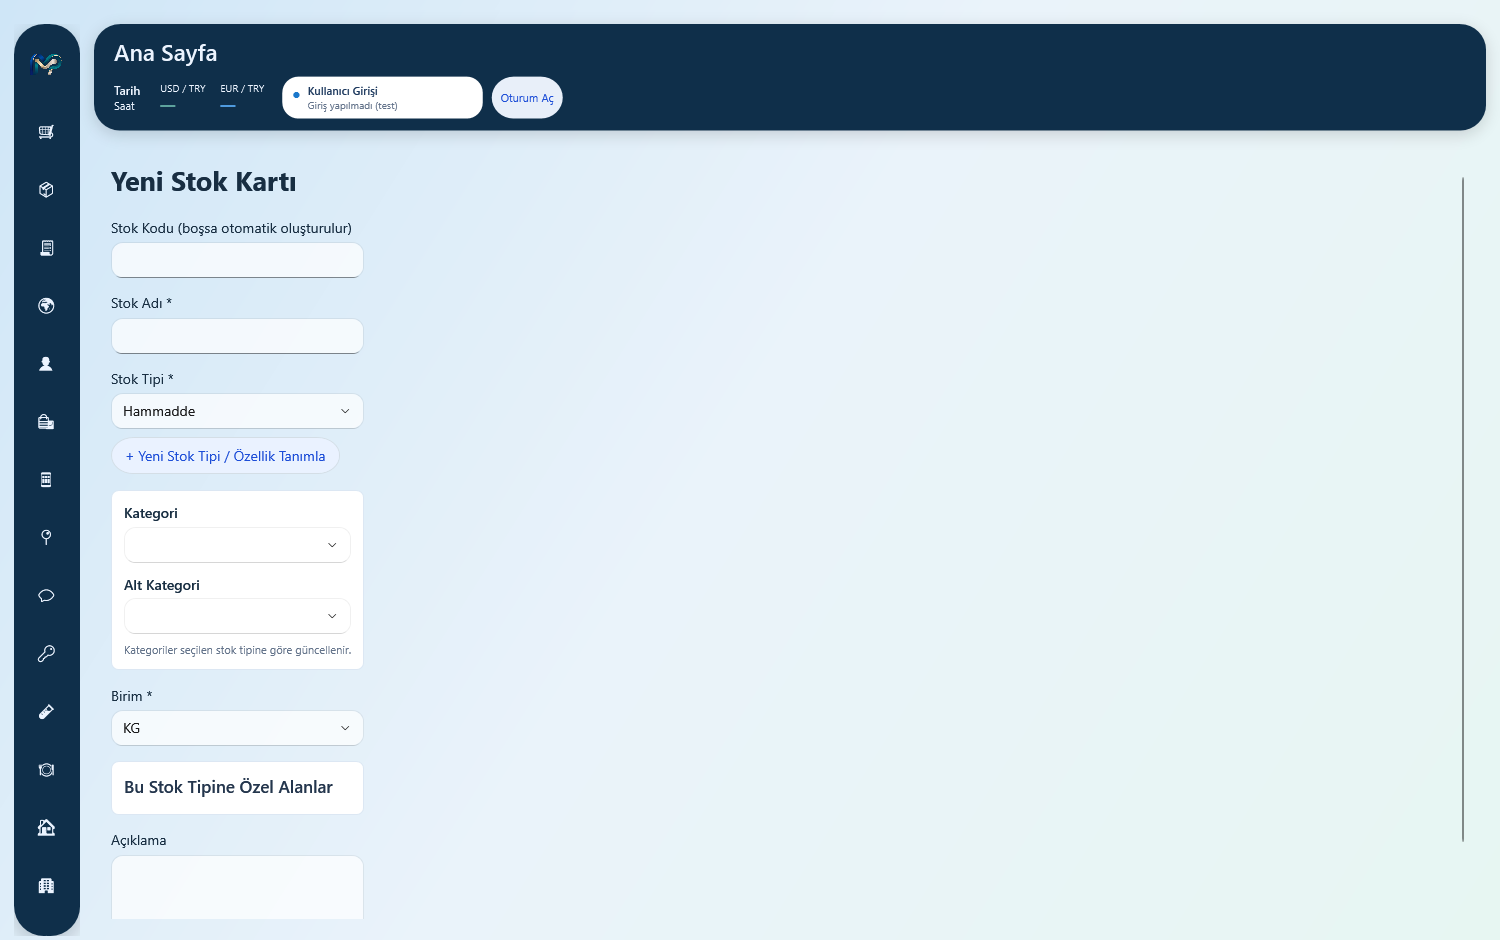 Ana Sayfa
Tarih
Saat
USD / TRY
EUR / TRY
Kullanıcı Girişi
Giriş yapılmadı (test)
Oturum Aç
Yeni Stok Kartı
Stok Kodu (boşsa otomatik oluşturulur)
Stok Adı *
Stok Tipi *
Hammadde
+ Yeni Stok Tipi / Özellik Tanımla
Kategori
Alt Kategori
Kategoriler seçilen stok tipine göre güncellenir.
Birim *
KG
Bu Stok Tipine Özel Alanlar
Açıklama